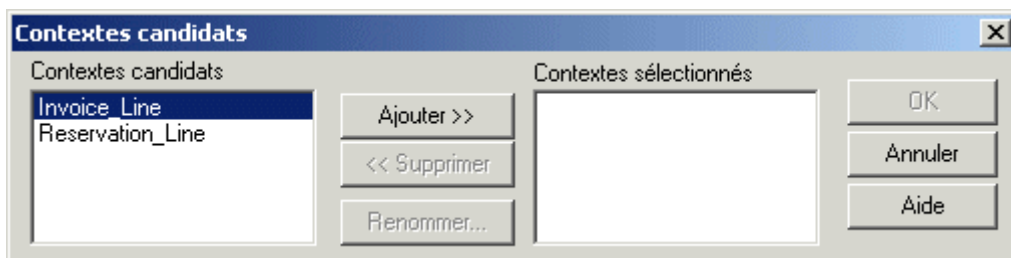 Contextes candidats
Contextes candidats
Invoice_Line
Reservation_Line
Ajouter >>
<< Supprimer
Renommer...
Contextes sélectionnés
OK
Annuler
Aide